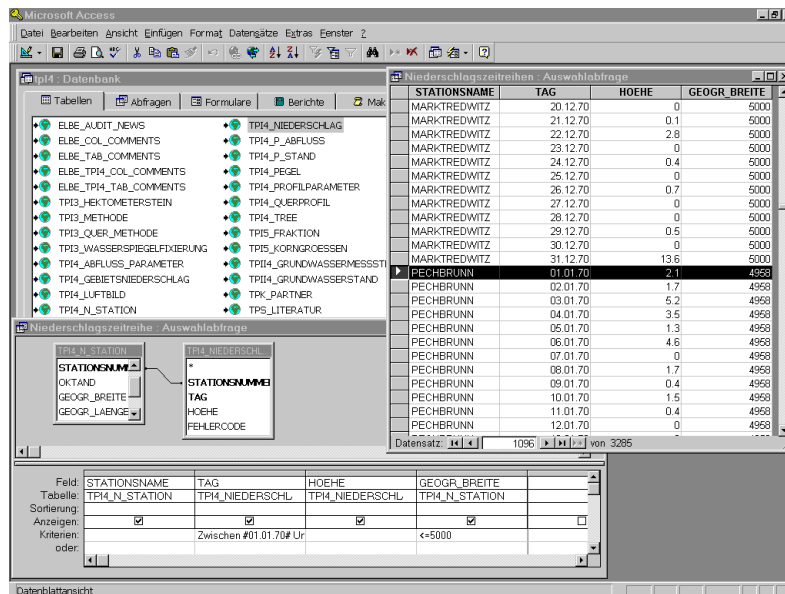 Microsoft Access
Datei Bearbeiten Ansicht Einfügen Format Datensätze Extras Fenster ?
tpl4 : Datenbank
Tabellen Abfragen Formulare Berichte Mak
ELBE_AUDIT_NEWS
ELBE_COL_COMMENTS
ELBE_TAB_COMMENTS
ELBE_TPI4_COL_COMMENTS
ELBE_TPI4_TAB_COMMENTS
TPI3_HEKTOMETERSTEIN
TPI3_METHODE
TPI3_QUER_METHODE
TPI3_WASSERSPIEGELFIXIERUNG
TPI4_ABFLUSS_PARAMETER
TPI4_GEBIETSNIEDERSCHLAG
TPI4_LUFTBILD
TPI4_N_STATION
TPI4_NIEDERSCHLAG
TPI4_P_ABFLUSS
TPI4_P_STAND
TPI4_PEGEL
TPI4_PROFILPARAMETER
TPI4_QUERPROFIL
TPI4_TREE
TPI5_FRAKTION
TPI5_KORNGROESSEN
TPII4_GRUNDWASSERMESSSTI
TPII4_GRUNDWASSERSTAND
TPK_PARTNER
TPS_LITERATUR
Niederschlagszeitreihen : Auswahlabfrage
STATIONSNAME TAG HOEHE GEOGR_BREITE
MARKTREDWITZ 20.12.70 0 5000
MARKTREDWITZ 21.12.70 0.1 5000
MARKTREDWITZ 22.12.70 2.8 5000
MARKTREDWITZ 23.12.70 0 5000
MARKTREDWITZ 24.12.70 0.4 5000
MARKTREDWITZ 25.12.70 0 5000
MARKTREDWITZ 26.12.70 0.7 5000
MARKTREDWITZ 27.12.70 0 5000
MARKTREDWITZ 28.12.70 0 5000
MARKTREDWITZ 29.12.70 0.5 5000
MARKTREDWITZ 30.12.70 0 5000
MARKTREDWITZ 31.12.70 13.6 5000
PECHBRUNN 01.01.70 2.1 4958
PECHBRUNN 02.01.70 1.7 4958
PECHBRUNN 03.01.70 5.2 4958
PECHBRUNN 04.01.70 3.5 4958
PECHBRUNN 05.01.70 1.3 4958
PECHBRUNN 06.01.70 4.6 4958
PECHBRUNN 07.01.70 0 4958
PECHBRUNN 08.01.70 1.7 4958
PECHBRUNN 09.01.70 0.4 4958
PECHBRUNN 10.01.70 1.5 4958
PECHBRUNN 11.01.70 0.4 4958
PECHBRUNN 12.01.70 0 4958
Datensatz: 1096 von 3285
Niederschlagszeitreihe : Auswahlabfrage
TPI4_N_STATION
STATIONSNUMM
OKTAND
GEOGR_BREITE
GEOGR_LAENGE
TPI4_NIEDERSCHL..
*
STATIONSNUMMEI
TAG
HOEHE
FEHLERCODE
Feld: STATIONSNAME TAG HOEHE GEOGR_BREITE
Tabelle: TPI4_N_STATION TPI4_NIEDERSCHL TPI4_NIEDERSCHL TPI4_N_STATION
Sortierung:
Anzeigen:
Kriterien: Zwischen #01.01.70# Ur <=5000
oder:
Datenblattansicht